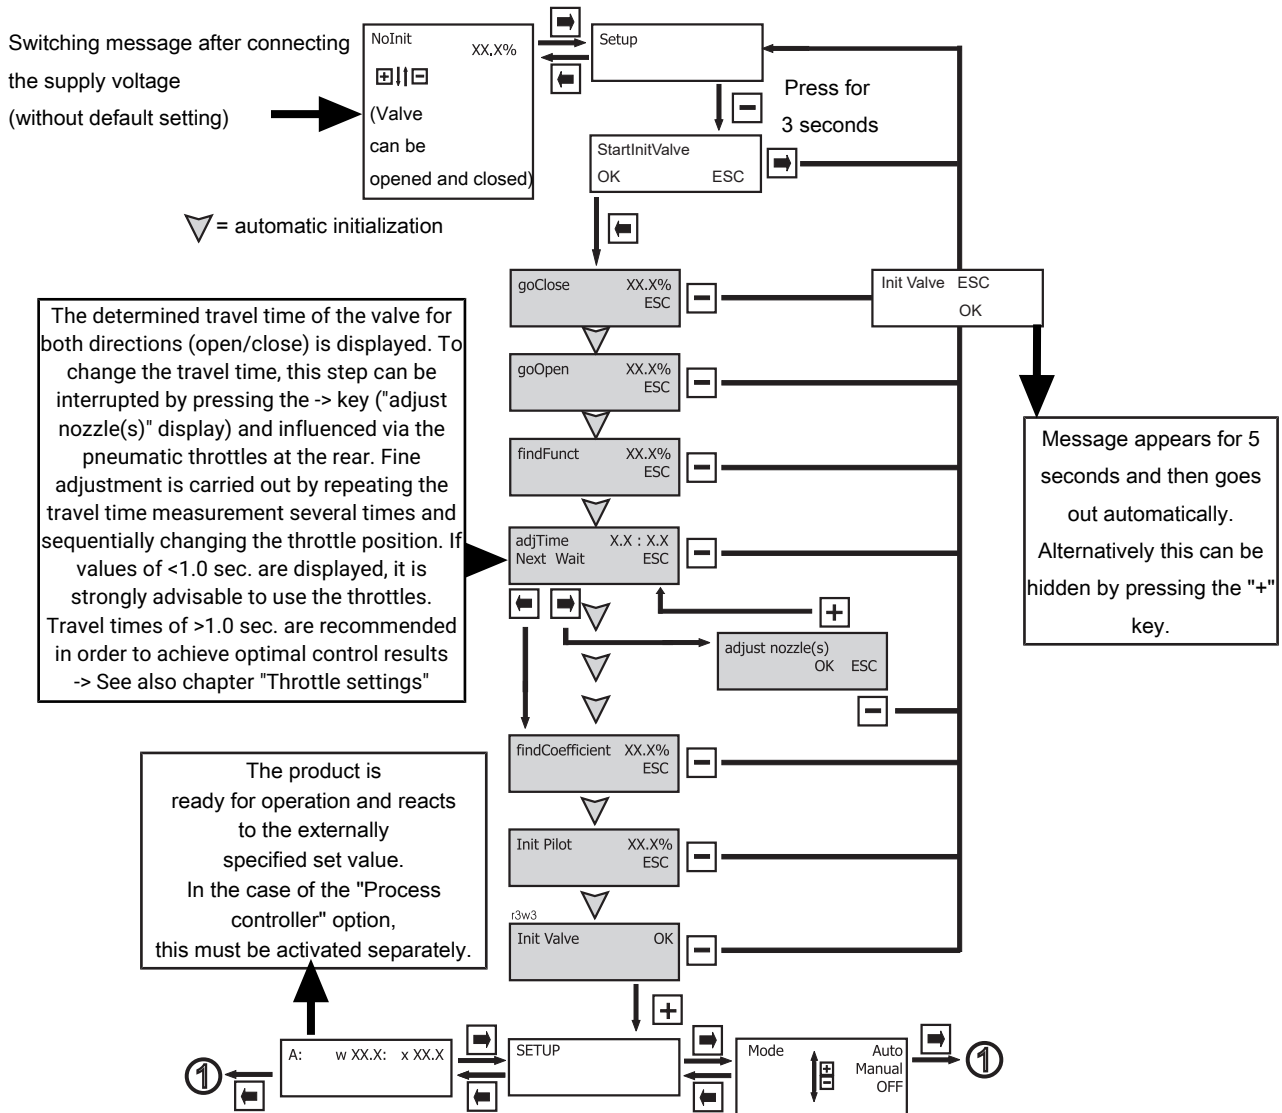 Switching message after connecting
the supply voltage
(without default setting)
NoInit
XX.X%
(Valve
can be
opened and closed)
Setup
Press for
3 seconds
StartInitValve
OK ESC
= automatic initialization
goClose XX.X%
ESC
Init Valve ESC
OK
The determined travel time of the valve for
both directions (open/close) is displayed. To
change the travel time, this step can be
interrupted by pressing the -> key ("adjust
nozzle(s)" display) and influenced via the
pneumatic throttles at the rear. Fine
adjustment is carried out by repeating the
travel time measurement several times and
sequentially changing the throttle position. If
values of <1.0 sec. are displayed, it is
strongly advisable to use the throttles.
Travel times of >1.0 sec. are recommended
in order to achieve optimal control results
-> See also chapter "Throttle settings"
goOpen XX.X%
ESC
findFunct XX.X%
ESC
adjTime X.X : X.X
Next Wait ESC
Message appears for 5
seconds and then goes
out automatically.
Alternatively this can be
hidden by pressing the "+"
key.
adjust nozzle(s)
OK ESC
findCoefficient XX.X%
ESC
Init Pilot XX.X%
ESC
r3w3
Init Valve OK
The product is
ready for operation and reacts
to the externally
specified set value.
In the case of the "Process
controller" option,
this must be activated separately.
1
A: w XX.X: x XX.X
SETUP
Mode Auto
Manual
OFF
1